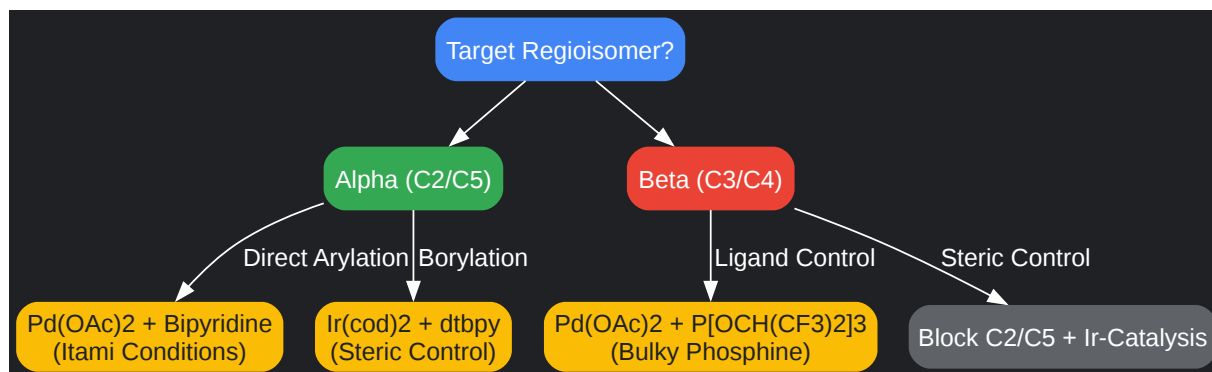 Target Regioisomer?
Alpha (C2/C5)
Beta (C3/C4)
Direct Arylation
Borylation
Ligand Control
Steric Control
Pd(OAc)2 + Bipyridine
(Itami Conditions)
Ir(cod)2 + dtbpy
(Steric Control)
Pd(OAc)2 + P[OCH(CF3)2]3
(Bulky Phosphine)
Block C2/C5 + Ir-Catalysis